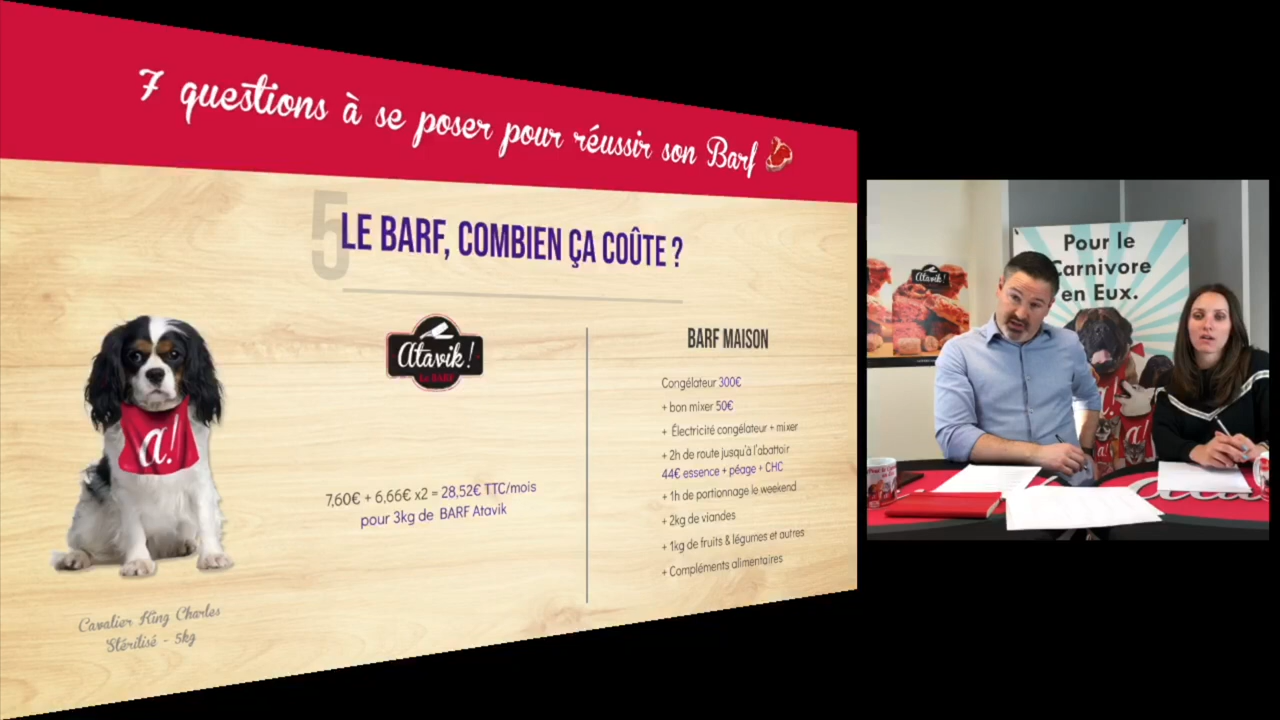 7 questions à se poser pour réussir son Barf
5
LE BARF, COMBIEN ÇA COÛTE ?
Atavik!
Le BARF
7,60€ + 6,66€ x2 = 28,52€ TTC/mois
pour 3kg de BARF Atavik
BARF MAISON
Congélateur 300€
+ bon mixer 50€
+ Électricité congélateur + mixer
+ 2h de route jusqu'à l'abattoir
44€ essence + péage + CHC
+ 1h de portionnage le weekend
+ 2kg de viandes
+ 1kg de fruits & légumes et autres
+ Compléments alimentaires
a!
Cavalier King Charles
Stérilisé - 5kg
Atavik!
Pour le
Carnivore
en Eux.
a!